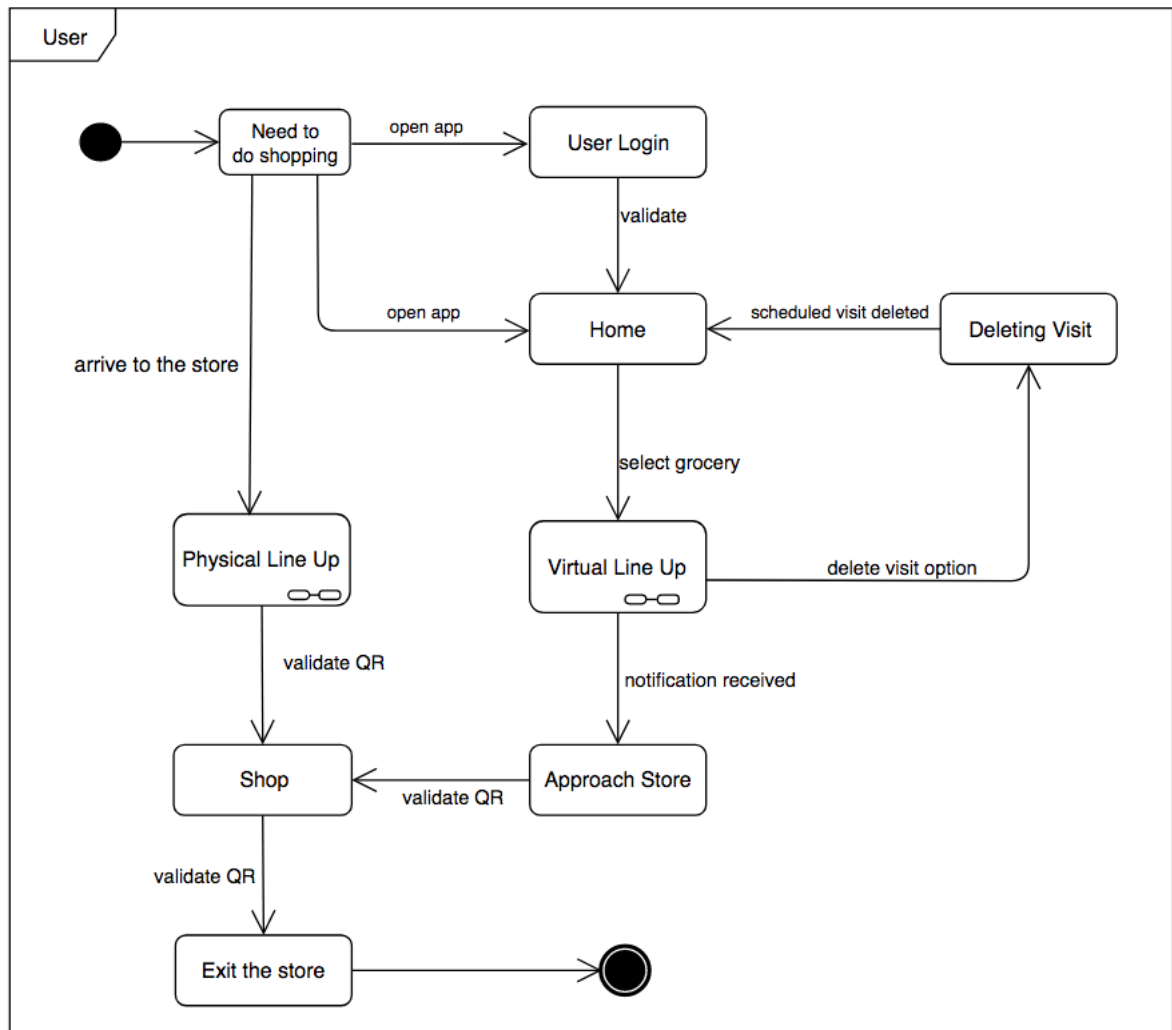 User
Need to
do shopping
open app
User Login
validate
open app
Home
scheduled visit deleted
Deleting Visit
arrive to the store
select grocery
Physical Line Up
Virtual Line Up
delete visit option
validate QR
notification received
Shop
validate QR
Approach Store
validate QR
Exit the store